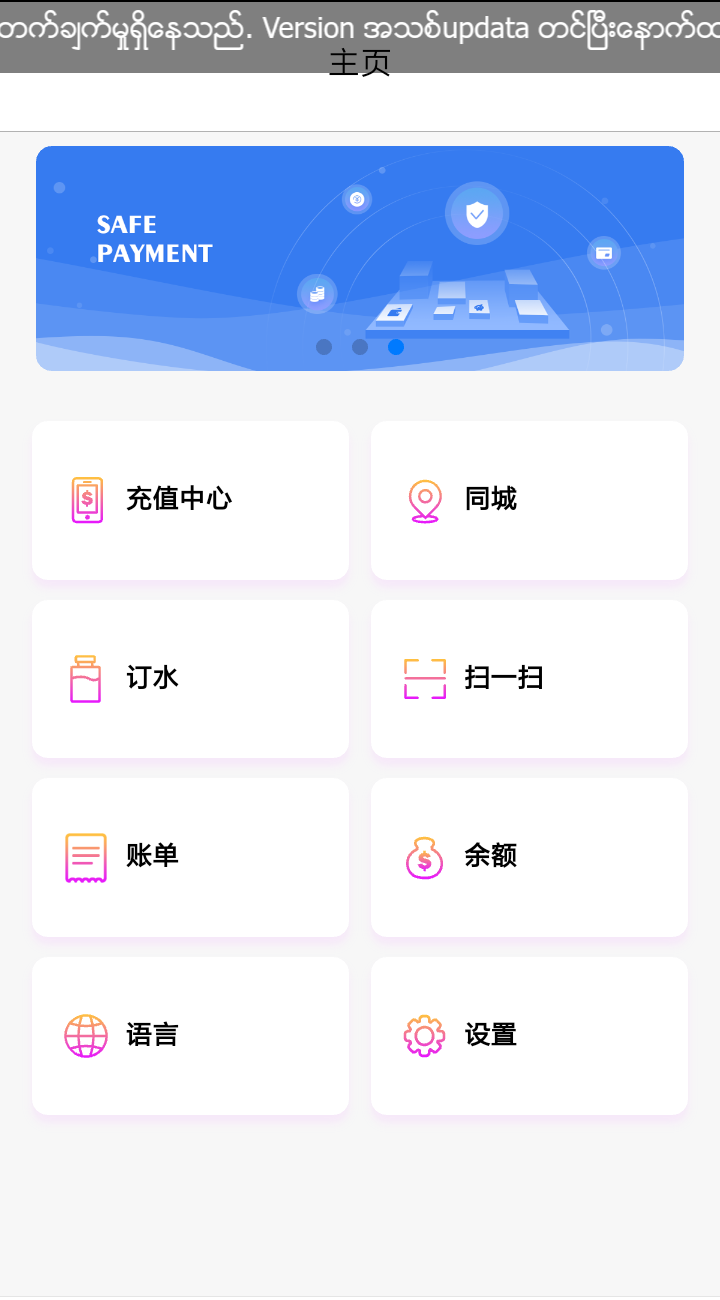 တက်ချက်မှုရှိနေသည်. Version အသစ်updata တင်ပြီးနောက်ထ
主页
SAFE
PAYMENT
充值中心
同城
订水
扫一扫
账单
余额
语言
设置